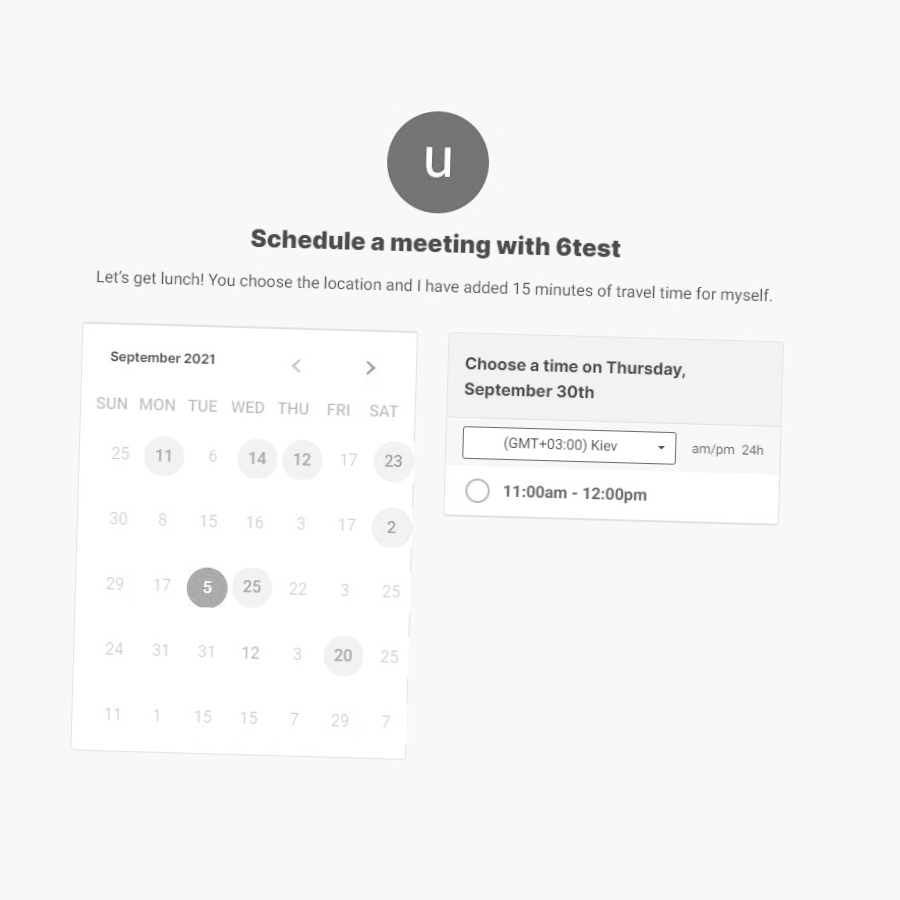 u
Schedule a meeting with 6test
Let's get lunch! You choose the location and I have added 15 minutes of travel time for myself.
September 2021
SUN MON TUE WED THU FRI SAT
25 11 6 14 12 17 23
30 8 15 16 3 17 2
29 17 5 25 22 3 25
24 31 31 12 3 20 25
11 1 15 15 7 29 7
Choose a time on Thursday,
September 30th
(GMT+03:00) Kiev
am/pm 24h
11:00am - 12:00pm